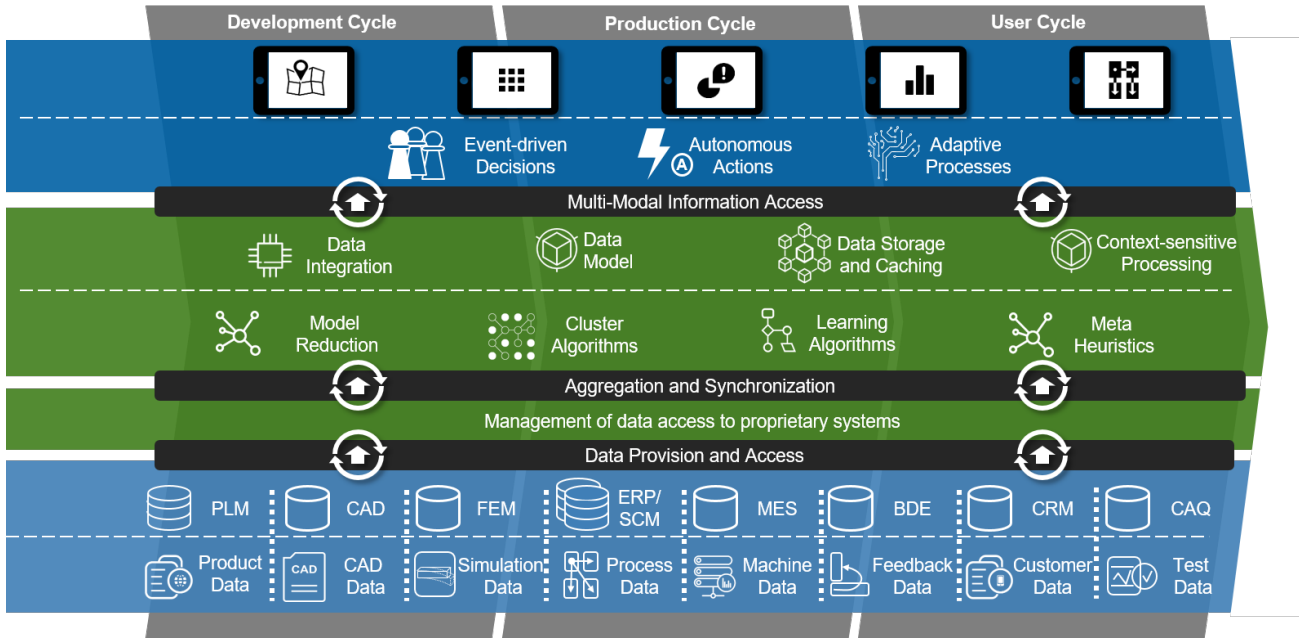 Development Cycle
Production Cycle
User Cycle
Event-driven
Decisions
A
Autonomous
Actions
Adaptive
Processes
Multi-Modal Information Access
Data
Integration
Data
Model
Data Storage
and Caching
Context-sensitive
Processing
Model
Reduction
Cluster
Algorithms
Learning
Algorithms
Meta
Heuristics
Aggregation and Synchronization
Management of data access to proprietary systems
Data Provision and Access
PLM
CAD
FEM
ERP/
SCM
MES
BDE
CRM
CAQ
Product
Data
CAD
CAD
Data
Simulation
Data
Process
Data
Machine
Data
Feedback
Data
Customer
Data
Test
Data